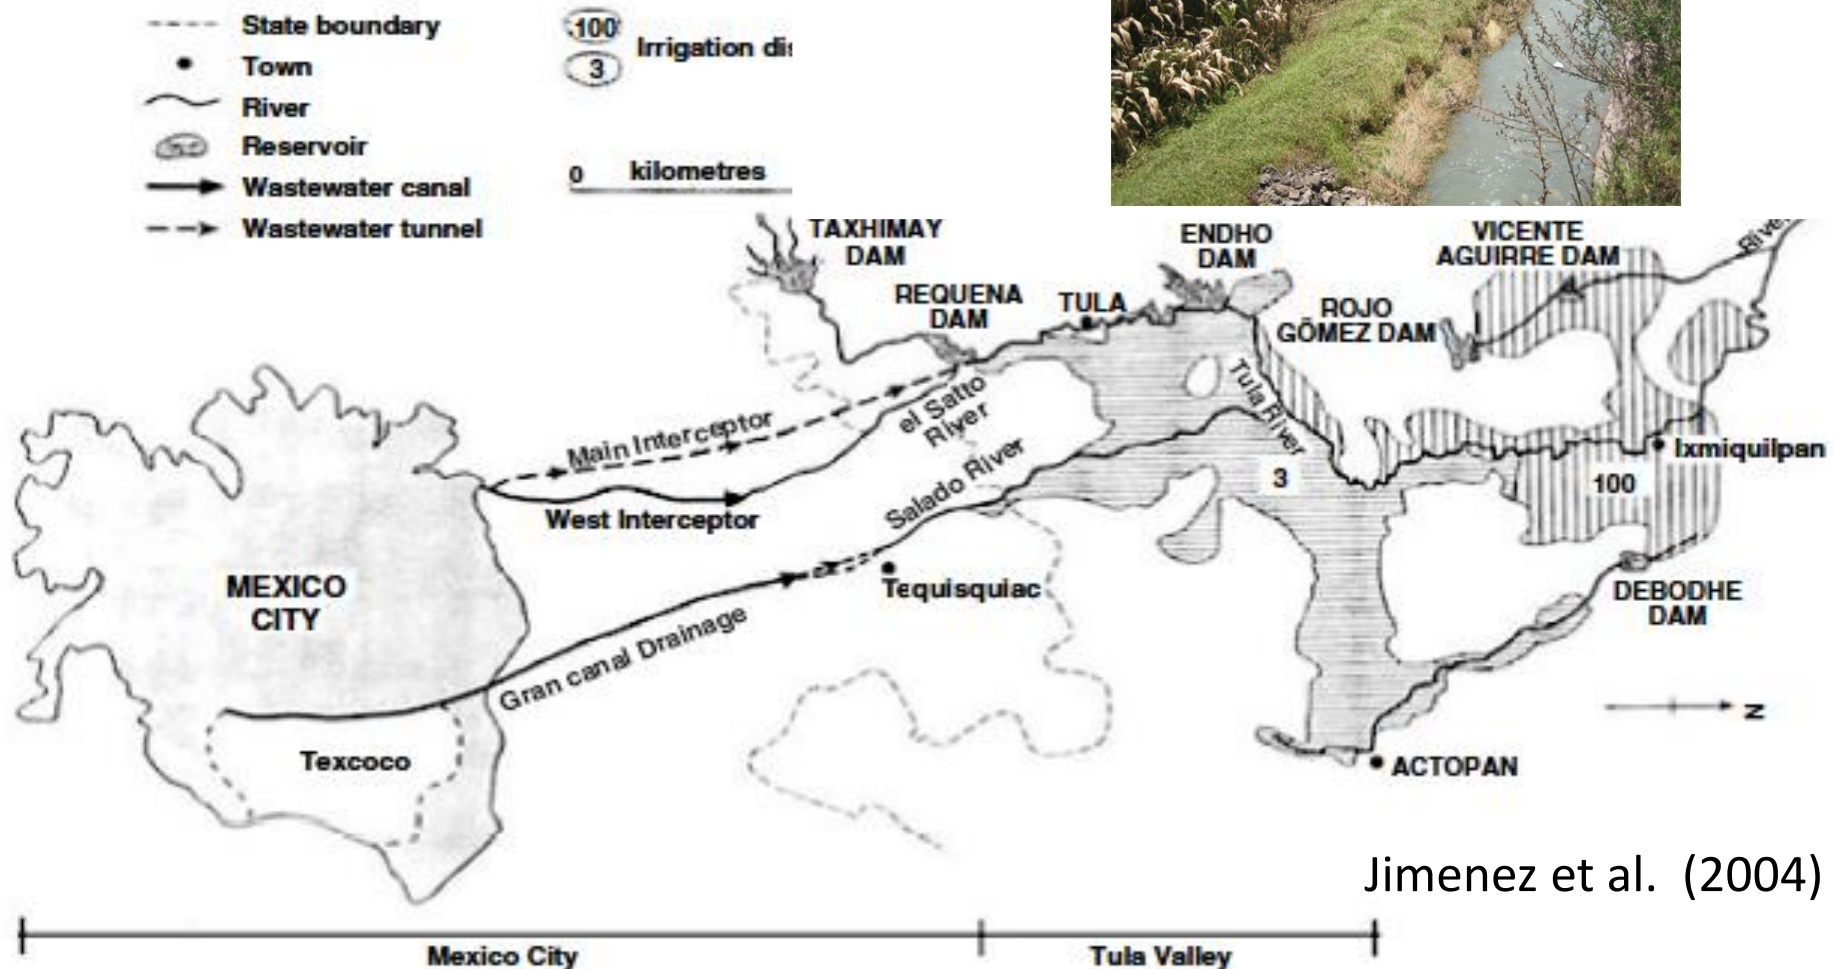 State boundary
Town
River
Reservoir
Wastewater canal
Wastewater tunnel
100
3
Irrigation dis
0 kilometres
TAXHIMAY
DAM
REQUENA
DAM
TULA
ENDHO
DAM
ROJO
GÖMEZ DAM
VICENTE
AGUIRRE DAM
River
Main Interceptor
el Salto
River
Tula River
West Interceptor
Salado River
3
100
Ixmiquilpan
MEXICO
CITY
Tequisquiac
DEBODHE
DAM
Gran canal Drainage
Texcoco
N
ACTOPAN
Jimenez et al. (2004)
Mexico City
Tula Valley